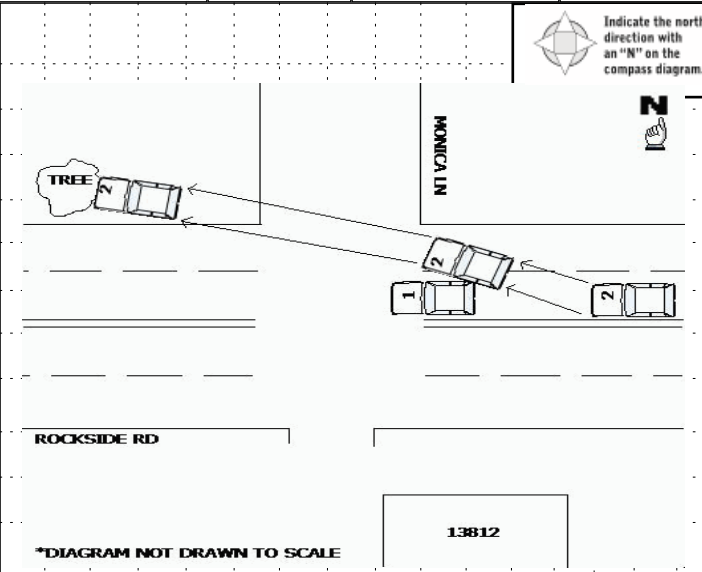 Indicate the north
direction with
an "N" on the
compass diagram.
N
MONICA LN
TREE
2
2
1
2
ROCKSIDE RD
13812
*DIAGRAM NOT DRAWN TO SCALE